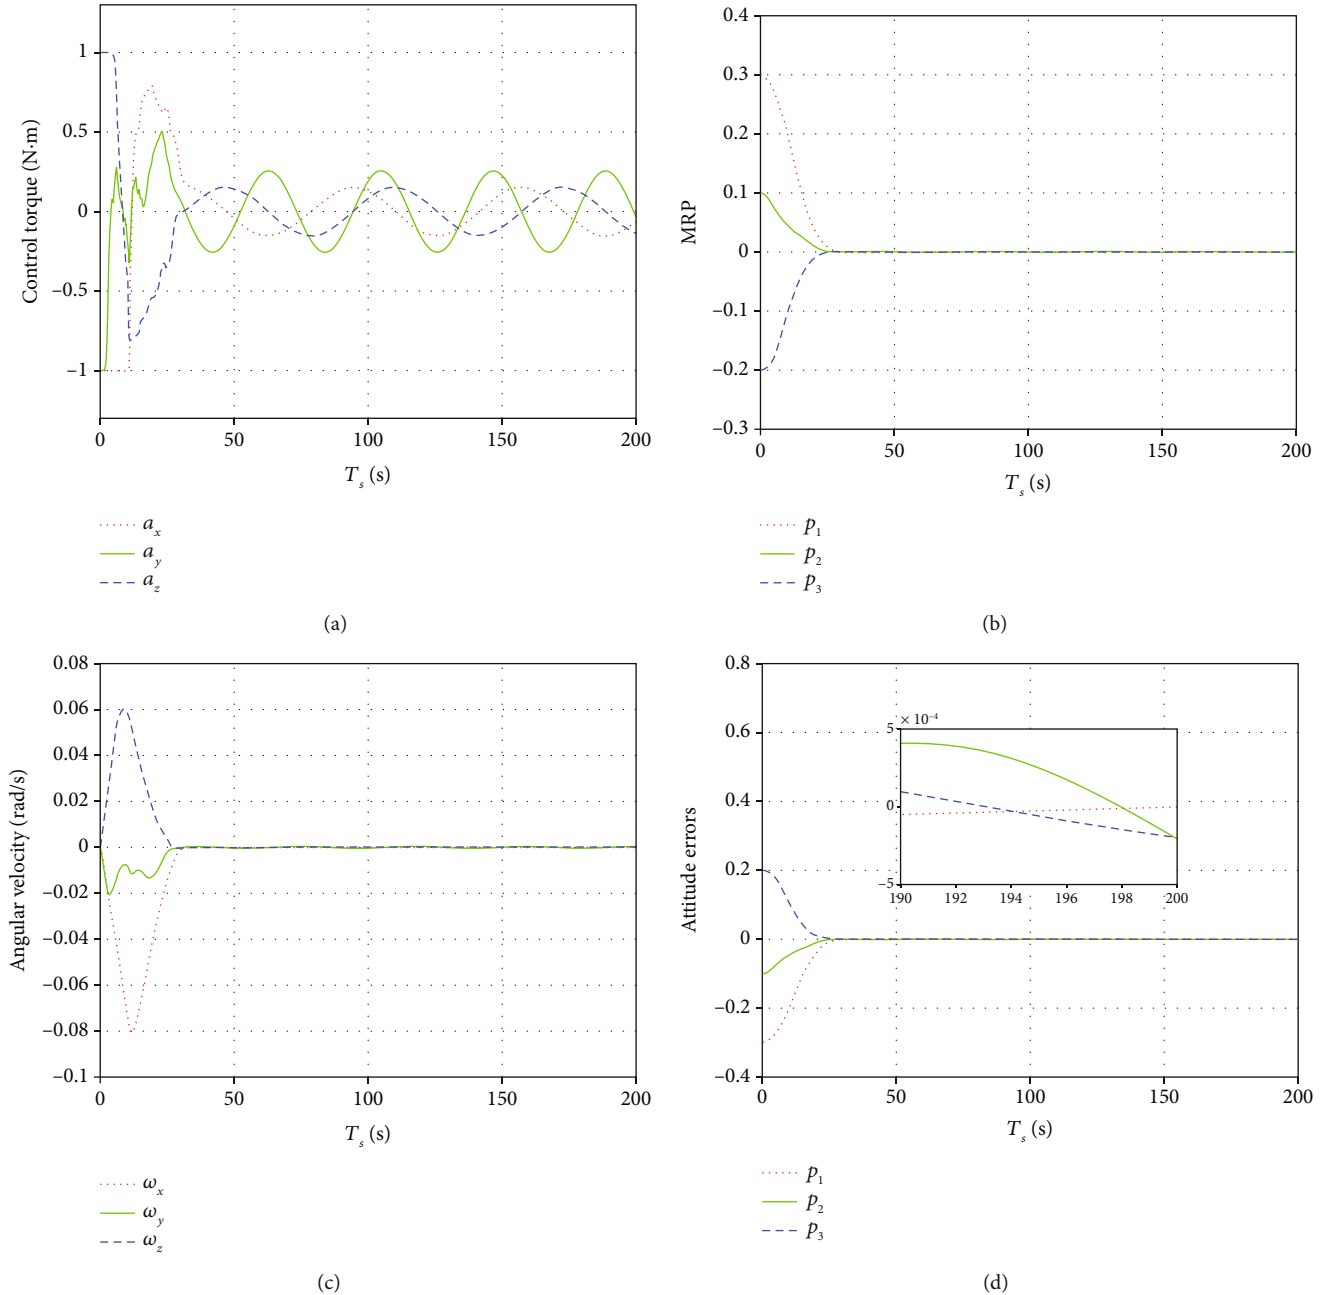 Control torque (N·m)
1
0.5
0
–0.5
–1
0
50
100
150
200
T_s (s)
a_x
a_y
a_z
(a)
MRP
0.4
0.3
0.2
0.1
0
–0.1
–0.2
–0.3
0
50
100
150
200
T_s (s)
p_1
p_2
p_3
(b)
Angular velocity (rad/s)
0.08
0.06
0.04
0.02
0
–0.02
–0.04
–0.06
–0.08
–0.1
0
50
100
150
200
T_s (s)
ω_x
ω_y
ω_z
(c)
Attitude errors
0.8
0.6
0.4
0.2
0
–0.2
–0.4
0
50
100
150
200
× 10⁻⁴
5
0
–5
190
192
194
196
198
200
T_s (s)
p_1
p_2
p_3
(d)